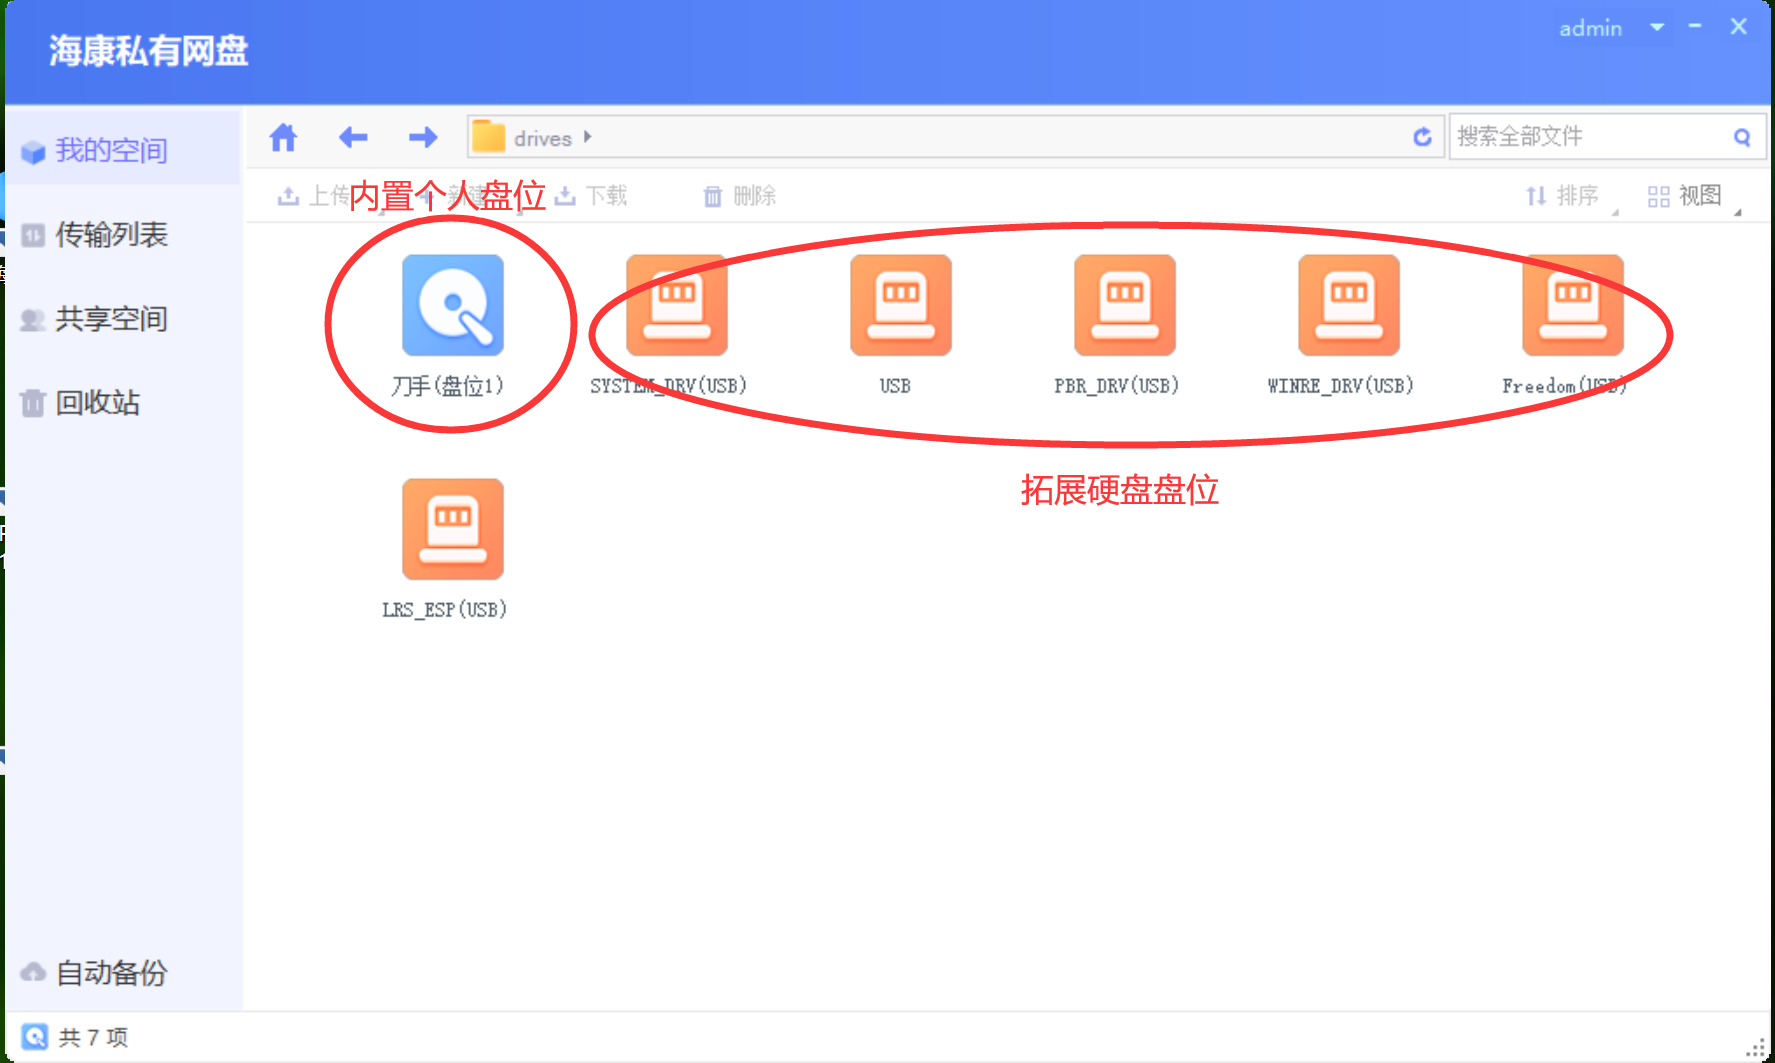 海康私有网盘
admin
我的空间
传输列表
共享空间
回收站
自动备份
drives
搜索全部文件
上传
新建
下载
删除
排序
视图
内置个人盘位
刀手(盘位1)
SYSTEM_DRV(USB)
USB
PBR_DRV(USB)
WINRE_DRV(USB)
Freedom(USB)
拓展硬盘盘位
LRS_ESP(USB)
共 7 项